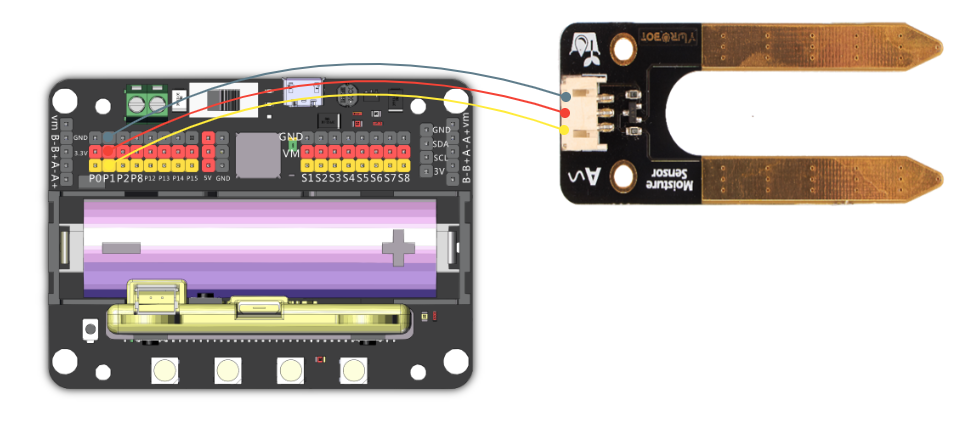 YwROBOT
GND
3.3V
P0 P1 P2 P8 P12 P13 P14 P15 5V GND
GND
VM
–
S1 S2 S3 S4 S5 S6 S7 S8
vm B- B+ A- A+
GND
SDA
SCL
3V
B- B+ A- A+ vm
A
Moisture
Sensor